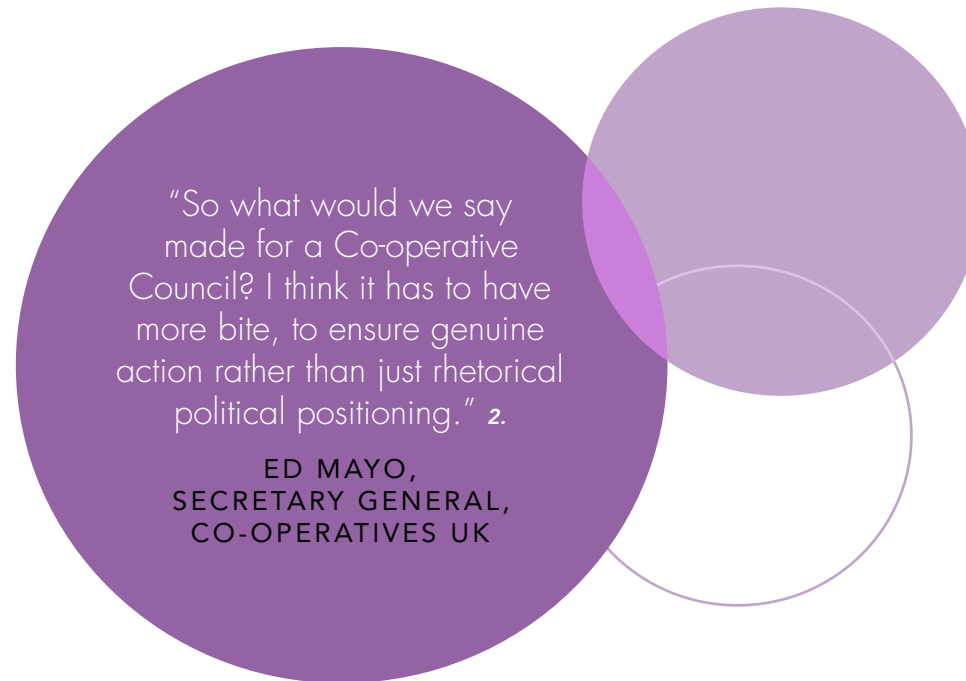 “So what would we say
made for a Co-operative
Council? I think it has to have
more bite, to ensure genuine
action rather than just rhetorical
political positioning.” 2.
ED MAYO,
SECRETARY GENERAL,
CO-OPERATIVES UK